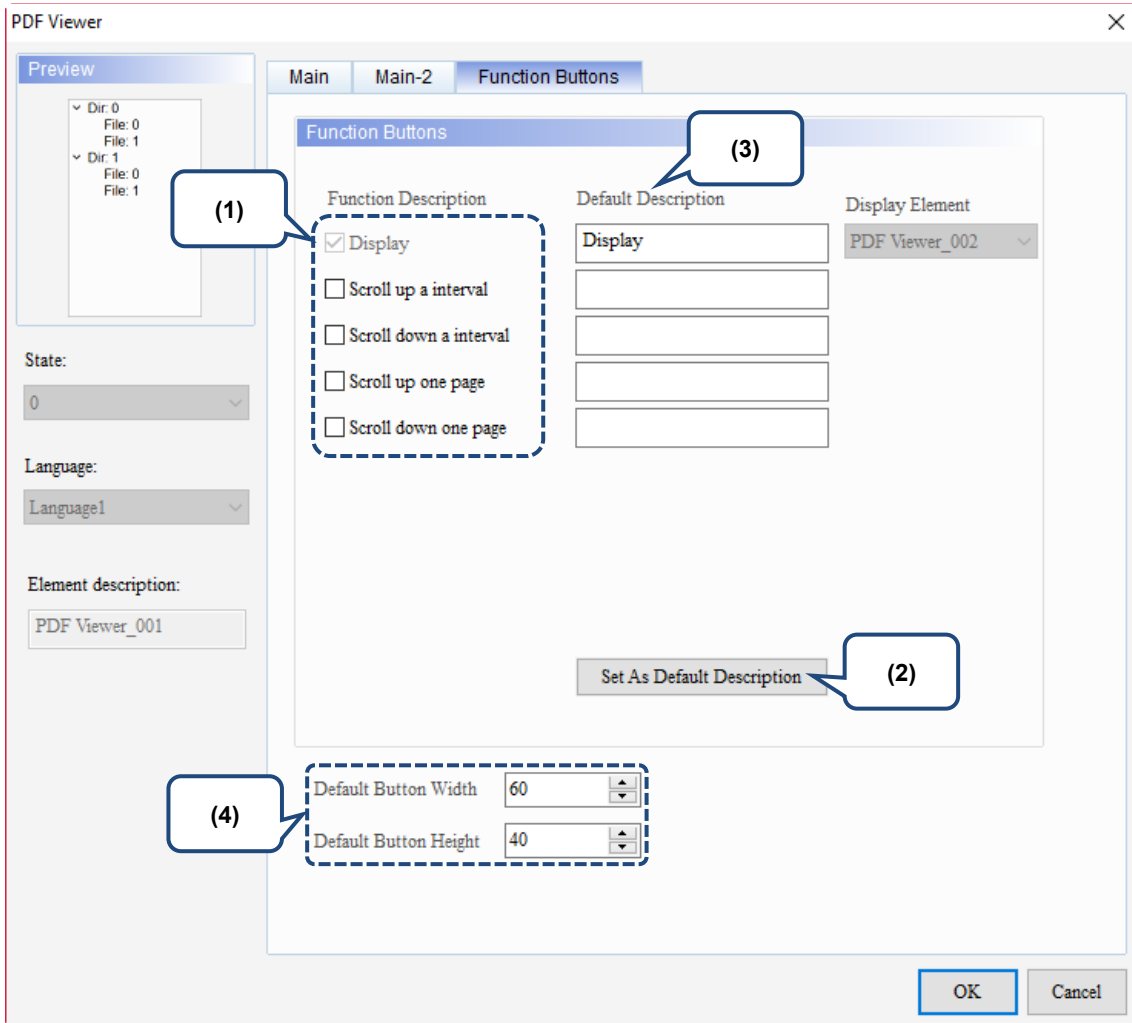 PDF Viewer
Preview
Dir: 0
File: 0
File: 1
Dir: 1
File: 0
File: 1
State:
0
Language:
Language1
Element description:
PDF Viewer_001
Main Main-2 Function Buttons
Function Buttons
(3)
(1)
Function Description Default Description Display Element
Display Display PDF Viewer_002
Scroll up a interval
Scroll down a interval
Scroll up one page
Scroll down one page
Set As Default Description
(2)
(4)
Default Button Width 60
Default Button Height 40
OK Cancel